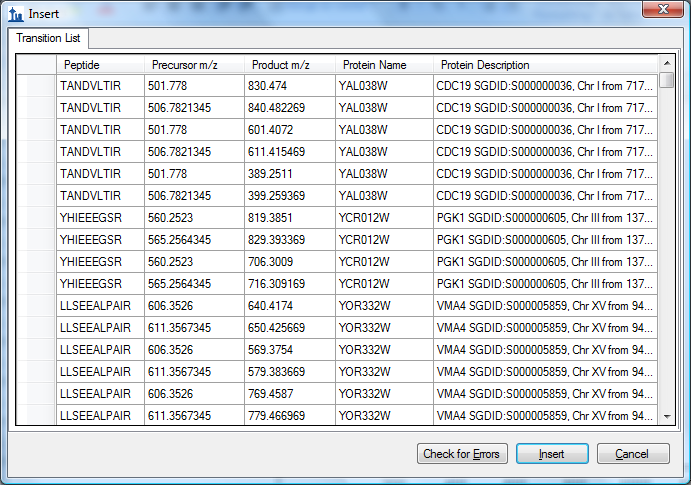 Insert
Transition List
Peptide Precursor m/z Product m/z Protein Name Protein Description
TANDVLTIR 501.778 830.474 YAL038W CDC19 SGDID:S000000036, Chr I from 717...
TANDVLTIR 506.7821345 840.482269 YAL038W CDC19 SGDID:S000000036, Chr I from 717...
TANDVLTIR 501.778 601.4072 YAL038W CDC19 SGDID:S000000036, Chr I from 717...
TANDVLTIR 506.7821345 611.415469 YAL038W CDC19 SGDID:S000000036, Chr I from 717...
TANDVLTIR 501.778 389.2511 YAL038W CDC19 SGDID:S000000036, Chr I from 717...
TANDVLTIR 506.7821345 399.259369 YAL038W CDC19 SGDID:S000000036, Chr I from 717...
YHIEEEGSR 560.2523 819.3851 YCR012W PGK1 SGDID:S000000605, Chr III from 137...
YHIEEEGSR 565.2564345 829.393369 YCR012W PGK1 SGDID:S000000605, Chr III from 137...
YHIEEEGSR 560.2523 706.3009 YCR012W PGK1 SGDID:S000000605, Chr III from 137...
YHIEEEGSR 565.2564345 716.309169 YCR012W PGK1 SGDID:S000000605, Chr III from 137...
LLSEEALPAIR 606.3526 640.4174 YOR332W VMA4 SGDID:S000005859, Chr XV from 94...
LLSEEALPAIR 611.3567345 650.425669 YOR332W VMA4 SGDID:S000005859, Chr XV from 94...
LLSEEALPAIR 606.3526 569.3754 YOR332W VMA4 SGDID:S000005859, Chr XV from 94...
LLSEEALPAIR 611.3567345 579.383669 YOR332W VMA4 SGDID:S000005859, Chr XV from 94...
LLSEEALPAIR 606.3526 769.4587 YOR332W VMA4 SGDID:S000005859, Chr XV from 94...
LLSEEALPAIR 611.3567345 779.466969 YOR332W VMA4 SGDID:S000005859, Chr XV from 94...
Check for Errors Insert Cancel